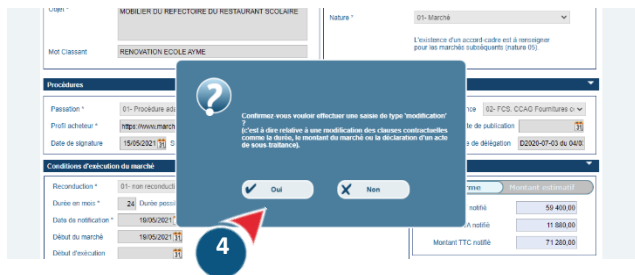 Objet *
MOBILIER DU REFECTOIRE DU RESTAURANT SCOLAIRE
Nature *
01- Marché
L'existence d'un accord-cadre est à renseigner
pour les marchés subséquents (nature 05).
Mot Classant
RENOVATION ECOLE AYME
Procédures
Passation *
01- Procédure ada
02- FCS. CCAG Fournitures c
Profil acheteur *
https://www.march
te de publication
Date de signature
15/05/2021
S
e de délégation
D2020-07-03 du 04/0
?
Confirmez-vous vouloir effectuer une saisie de type 'modification'
?
(c'est à dire relative à une modification des clauses contractuelles
comme la durée, le montant du marché ou la déclaration d'un acte
de sous traitance).
Oui
Non
Conditions d'exécution du marché
Reconduction *
01- non reconducti
rme
Montant estimatif
Durée en mois *
24
Durée possi
notifié
59 400,00
Date de notification *
19/05/2021
A notifié
11 880,00
Début du marché
19/05/2021
Montant TTC notifié
71 280,00
Début d'exécution
4